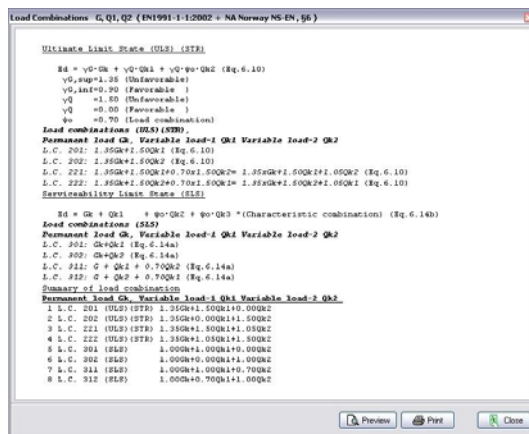 Load Combinations G, Q1, Q2 ( EN1991-1-1:2002 + NA Norway NS-EN , §6)
Ultimate Limit State (ULS) (STR)
Ed = γG·Gk + γQ·Qk1 + γQ·ψo·Qk2 (Eq.6.10)
γG,sup=1.35 (Unfavorable)
γG,inf=0.90 (Favorable )
γQ =1.50 (Unfavorable)
γQ =0.00 (Favorable )
ψo =0.70 (Load combination)
Load combinations (ULS)(STR),
Permanent load Gk, Variable load-1 Qk1 Variable load-2 Qk2
L.C. 201: 1.35Gk+1.50Qk1 (Eq.6.10)
L.C. 202: 1.35Gk+1.50Qk2 (Eq.6.10)
L.C. 221: 1.35Gk+1.50Qk1+0.70x1.50Qk2= 1.35xGk+1.50Qk1+1.05Qk2 (Eq.6.10)
L.C. 222: 1.35Gk+1.50Qk2+0.70x1.50Qk1= 1.35xGk+1.50Qk2+1.05Qk1 (Eq.6.10)
Serviceability Limit State (SLS)
Ed = Gk + Qk1 + ψo·Qk2 + ψo·Qk3 *(Characteristic combination) (Eq.6.14b)
Load combinations (SLS)
Permanent load Gk, Variable load-1 Qk1 Variable load-2 Qk2
L.C. 301: Gk+Qk1 (Eq.6.14a)
L.C. 302: Gk+Qk2 (Eq.6.14a)
L.C. 311: G + Qk1 + 0.70Qk2 (Eq.6.14a)
L.C. 312: G + Qk2 + 0.70Qk1 (Eq.6.14a)
Summary of load combination
Permanent load Gk, Variable load-1 Qk1 Variable load-2 Qk2
1 L.C. 201 (ULS)(STR) 1.35Gk+1.50Qk1+0.00Qk2
2 L.C. 202 (ULS)(STR) 1.35Gk+0.00Qk1+1.50Qk2
3 L.C. 221 (ULS)(STR) 1.35Gk+1.50Qk1+1.05Qk2
4 L.C. 222 (ULS)(STR) 1.35Gk+1.05Qk1+1.50Qk2
5 L.C. 301 (SLS) 1.00Gk+1.00Qk1+0.00Qk2
6 L.C. 302 (SLS) 1.00Gk+0.00Qk1+1.00Qk2
7 L.C. 311 (SLS) 1.00Gk+1.00Qk1+0.70Qk2
8 L.C. 312 (SLS) 1.00Gk+0.70Qk1+1.00Qk2
Preview Print Close